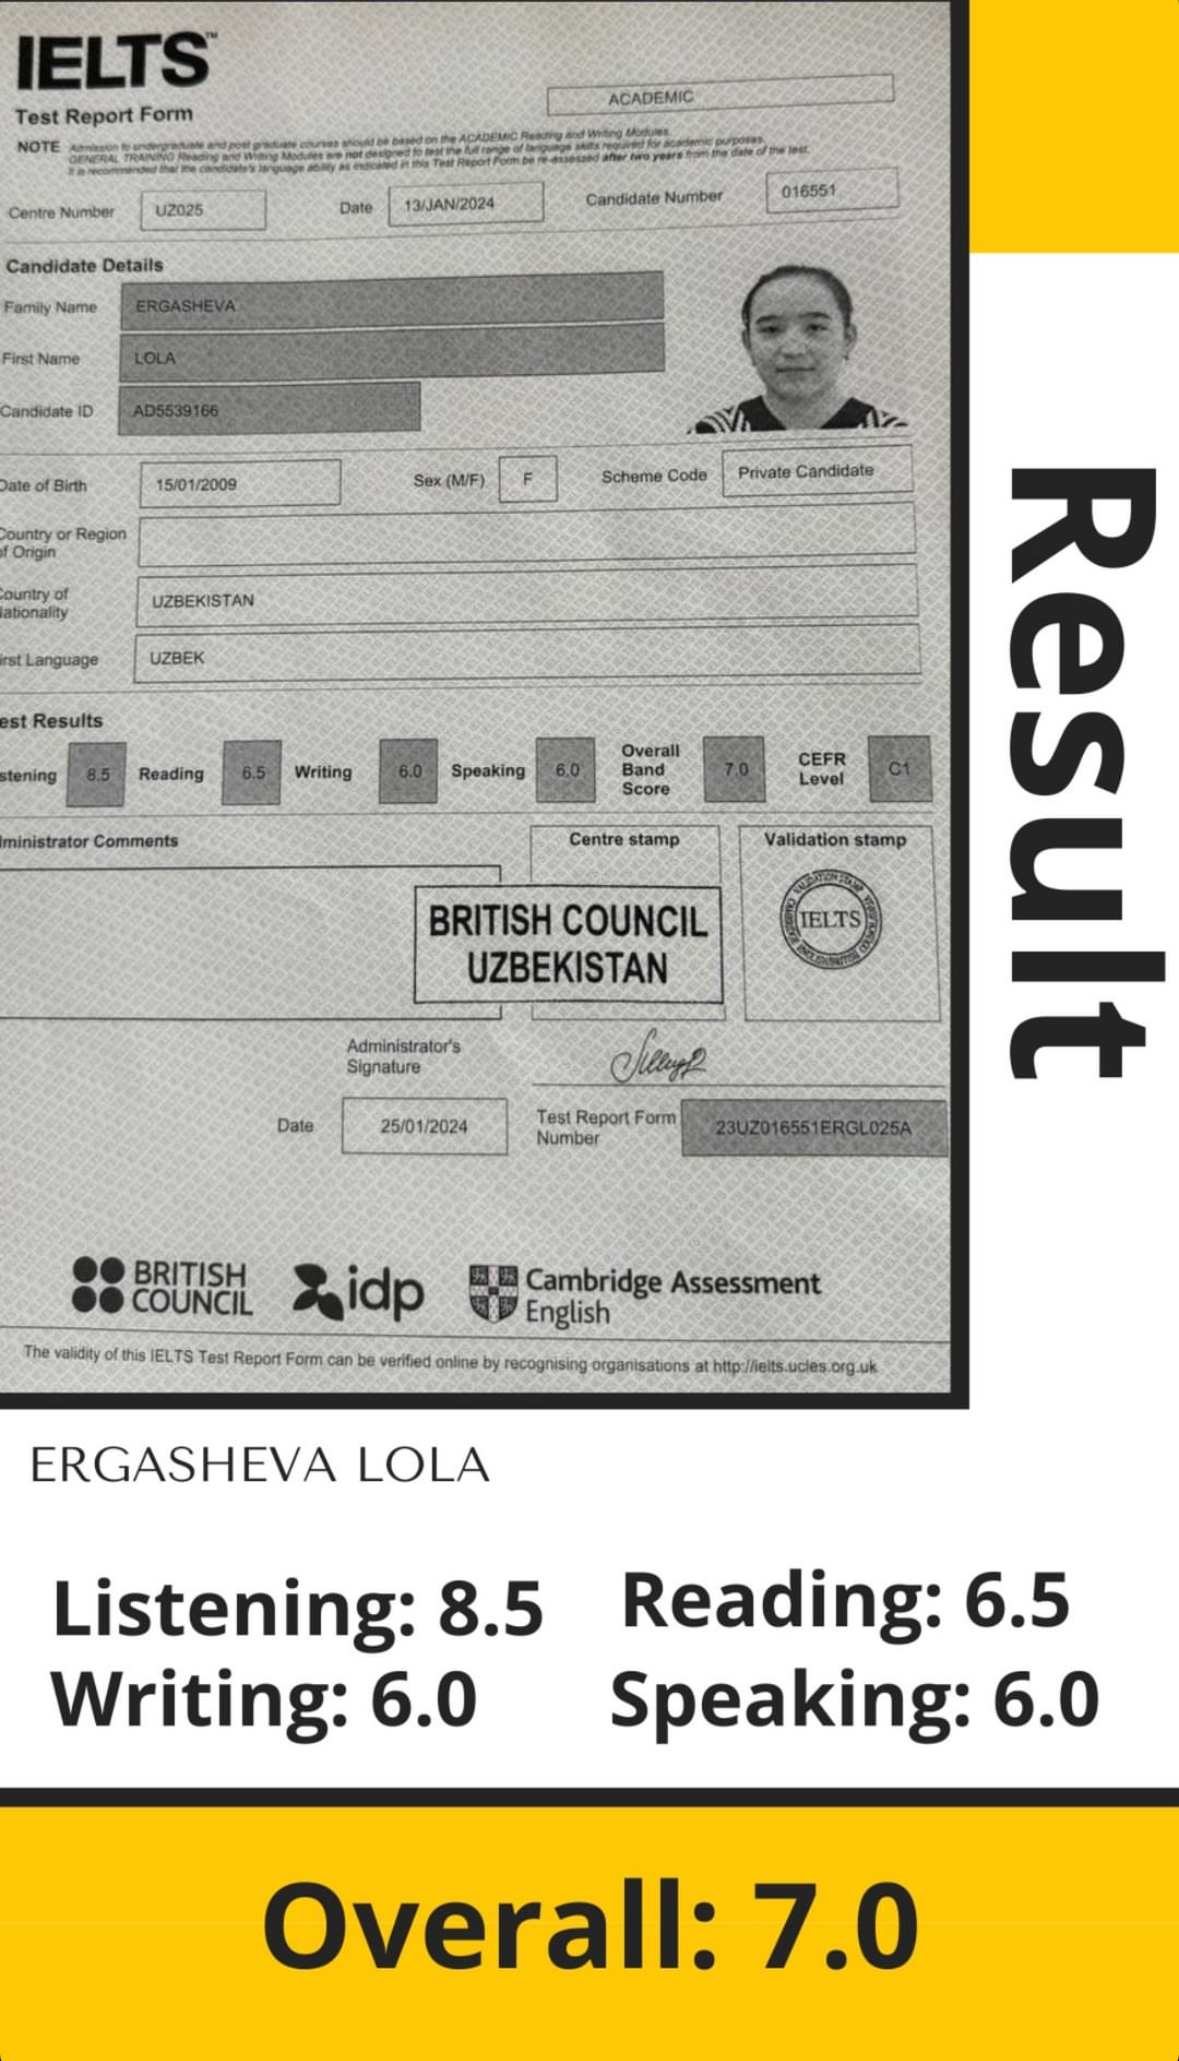 IELTS™
Test Report Form
ACADEMIC
NOTE Admission to undergraduate and post graduate courses should be based on the ACADEMIC Reading and Writing Modules.
GENERAL TRAINING Reading and Writing Modules are not designed to test the full range of language skills required for academic purposes.
It is recommended that the candidate's language ability as indicated in this Test Report Form be re-assessed after two years from the date of the test.
Centre Number UZ025 Date 13/JAN/2024 Candidate Number 016551
Candidate Details
Family Name ERGASHEVA
First Name LOLA
Candidate ID AD5539166
Date of Birth 15/01/2009 Sex (M/F) F Scheme Code Private Candidate
Country or Region
of Origin
Country of
Nationality UZBEKISTAN
irst Language UZBEK
est Results
stening 8.5 Reading 6.5 Writing 6.0 Speaking 6.0 Overall Band Score 7.0 CEFR Level C1
ministrator Comments Centre stamp Validation stamp
BRITISH COUNCIL
UZBEKISTAN
IELTS
Administrator's
Signature
Date 25/01/2024 Test Report Form
Number 23UZ016551ERGL025A
BRITISH
COUNCIL
idp
Cambridge Assessment
English
The validity of this IELTS Test Report Form can be verified online by recognising organisations at http://ielts.ucles.org.uk
Result
ERGASHEVA LOLA
Listening: 8.5 Reading: 6.5
Writing: 6.0 Speaking: 6.0
Overall: 7.0